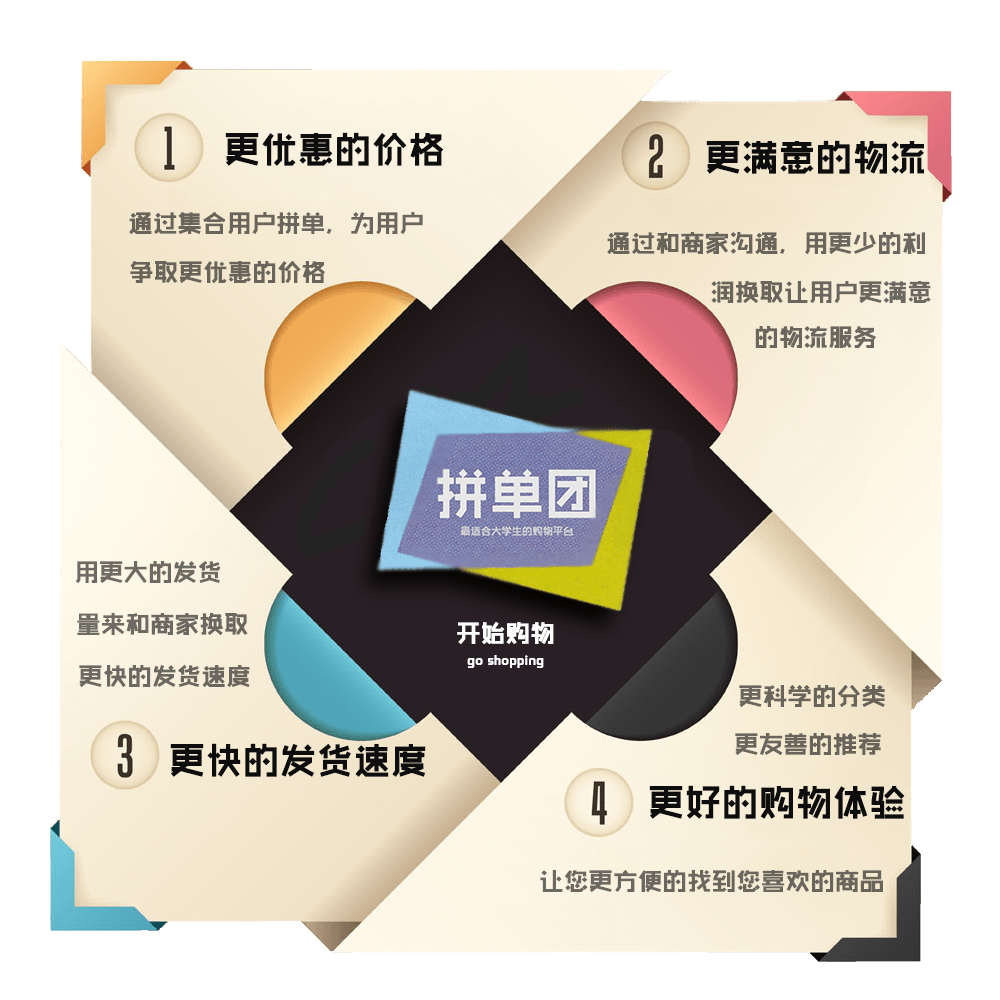 1 更优惠的价格
通过集合用户拼单，为用户
争取更优惠的价格
2 更满意的物流
通过和商家沟通，用更少的利
润换取让用户更满意
的物流服务
拼单团
最适合大学生的购物平台
开始购物
go shopping
用更大的发货
量来和商家换取
更快的发货速度
3 更快的发货速度
更科学的分类
更友善的推荐
4 更好的购物体验
让您更方便的找到您喜欢的商品